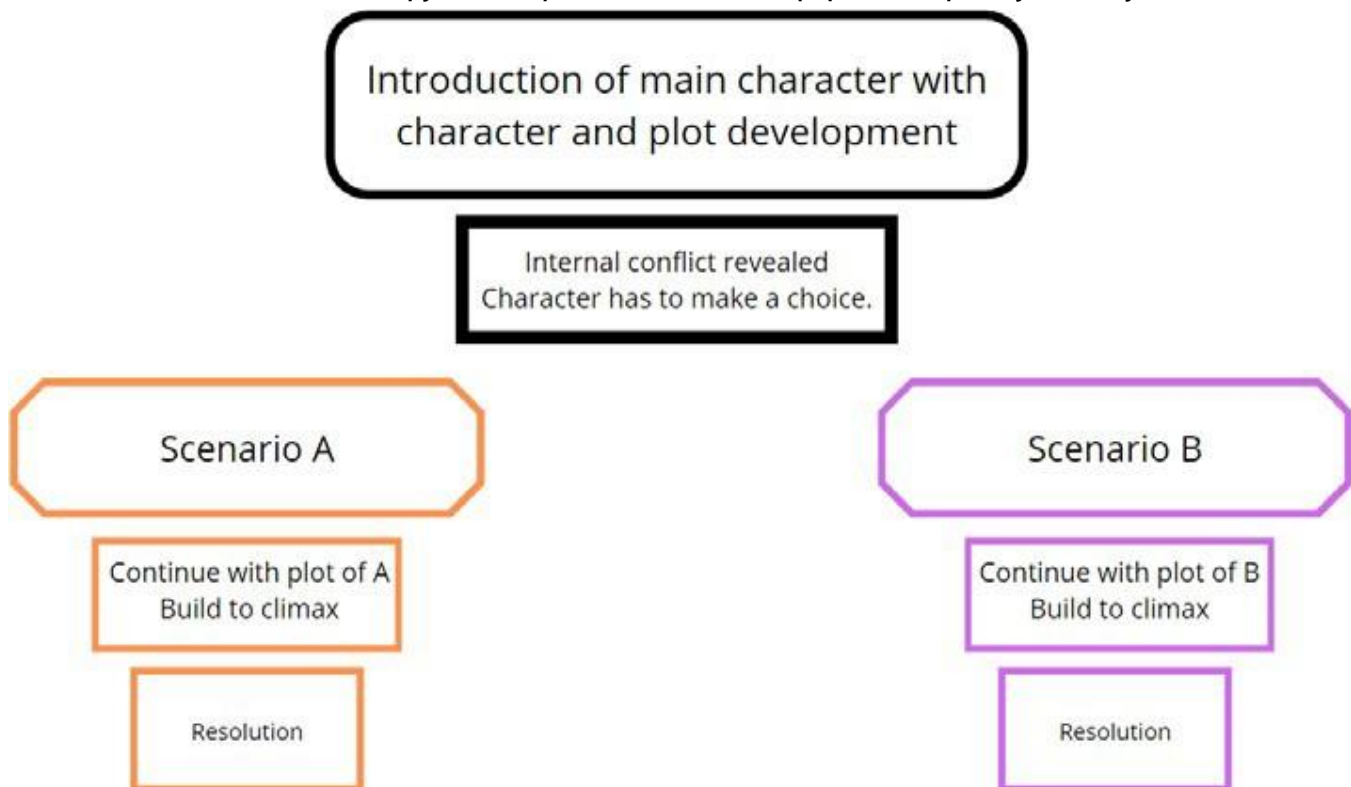 Introduction of main character with
character and plot development
Internal conflict revealed
Character has to make a choice.
Scenario A
Scenario B
Continue with plot of A
Build to climax
Continue with plot of B
Build to climax
Resolution
Resolution